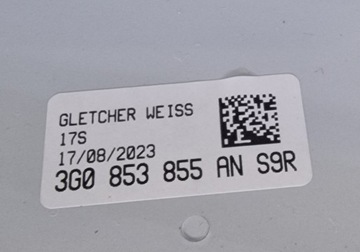 GLETCHER WEISS
17S
17/08/2023
3G0 853 855 AN S9R